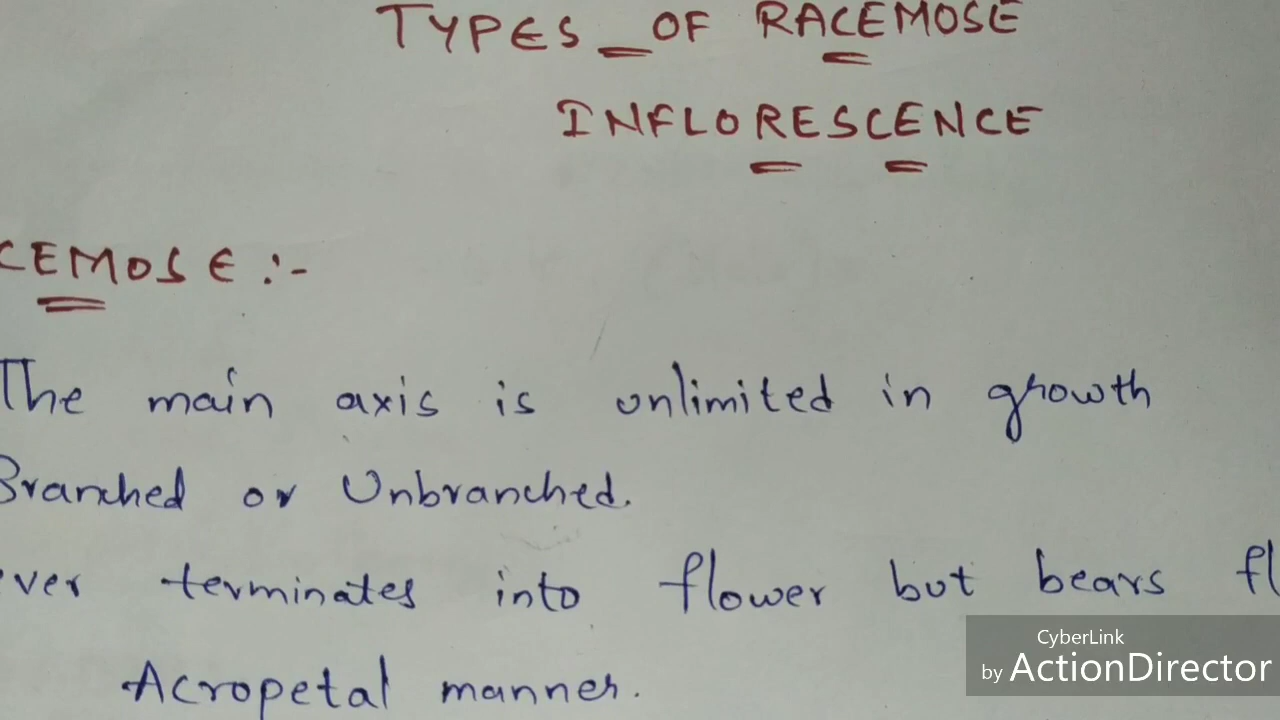 TYPES OF RACEMOSE
INFLORESCENCE
CEMOSE :-
The main axis is unlimited in growth
Branched or Unbranched.
ver terminates into flower but bears fl
Acropetal manner.
CyberLink
by ActionDirector